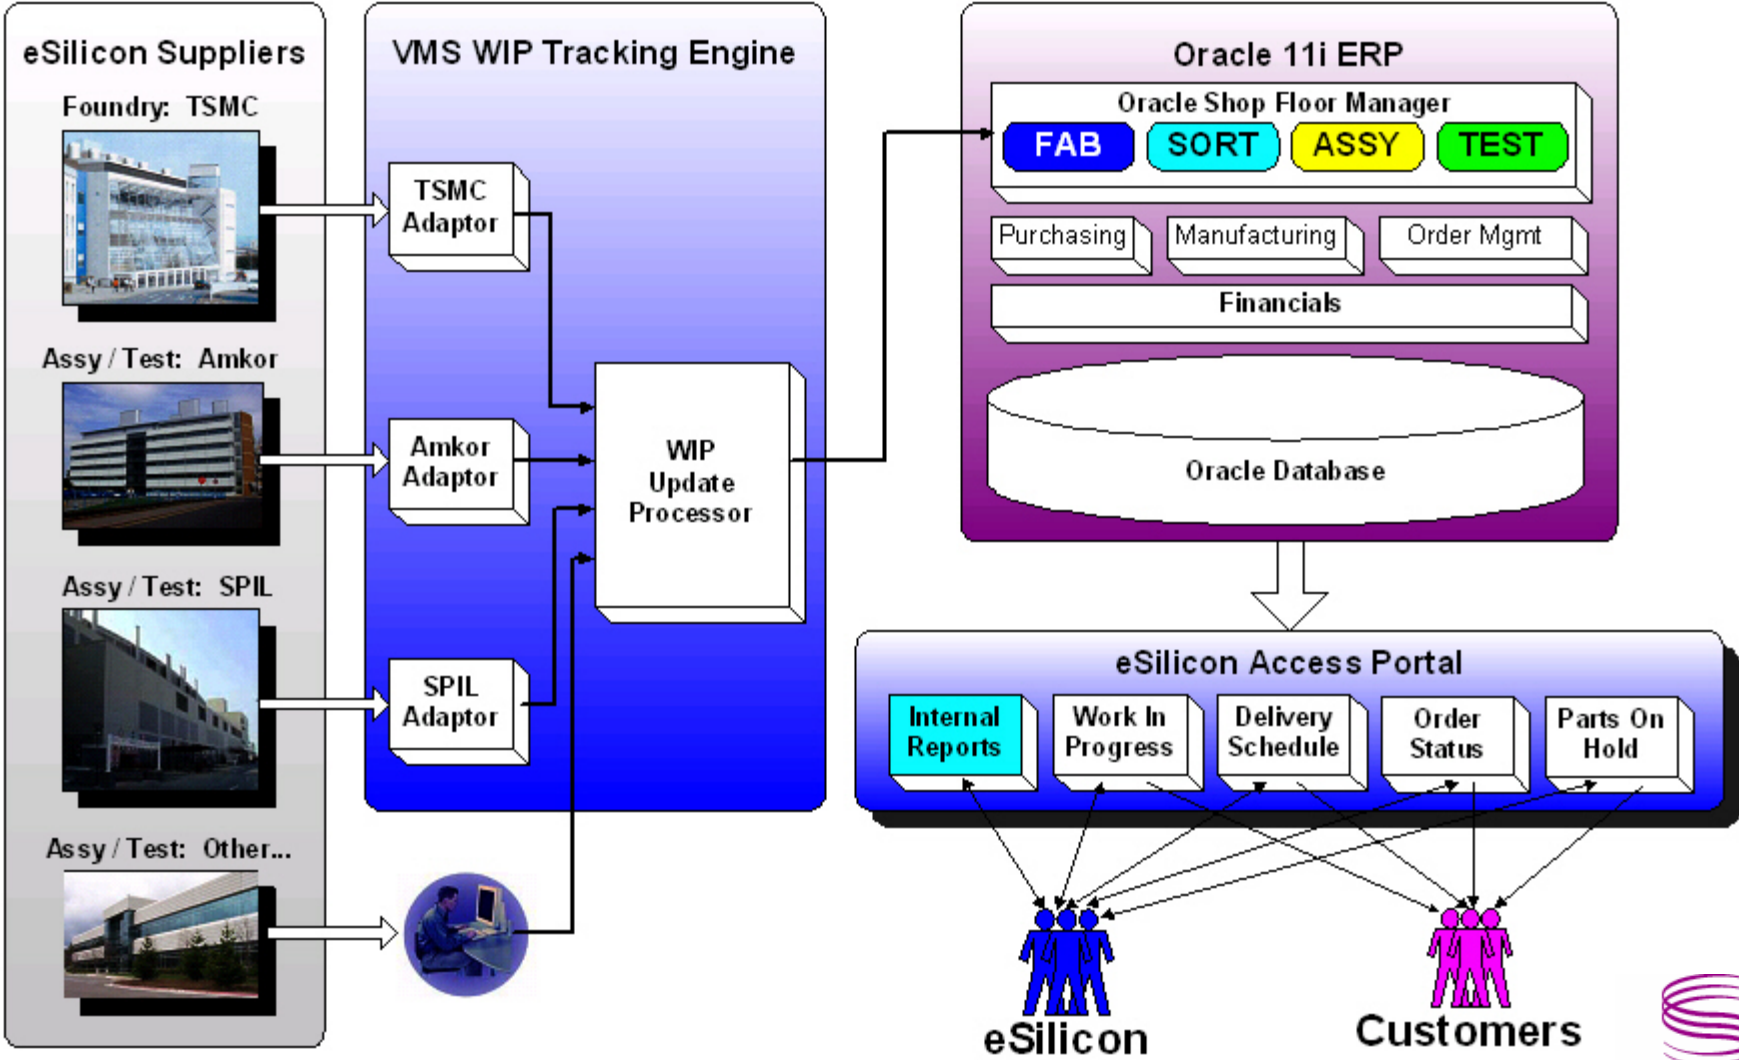 eSilicon Suppliers
Foundry: TSMC
Assy / Test: Amkor
Assy / Test: SPIL
Assy / Test: Other...
VMS WIP Tracking Engine
TSMC
Adaptor
Amkor
Adaptor
SPIL
Adaptor
WIP
Update
Processor
Oracle 11i ERP
Oracle Shop Floor Manager
FAB
SORT
ASSY
TEST
Purchasing
Manufacturing
Order Mgmt
Financials
Oracle Database
eSilicon Access Portal
Internal
Reports
Work In
Progress
Delivery
Schedule
Order
Status
Parts On
Hold
eSilicon
Customers